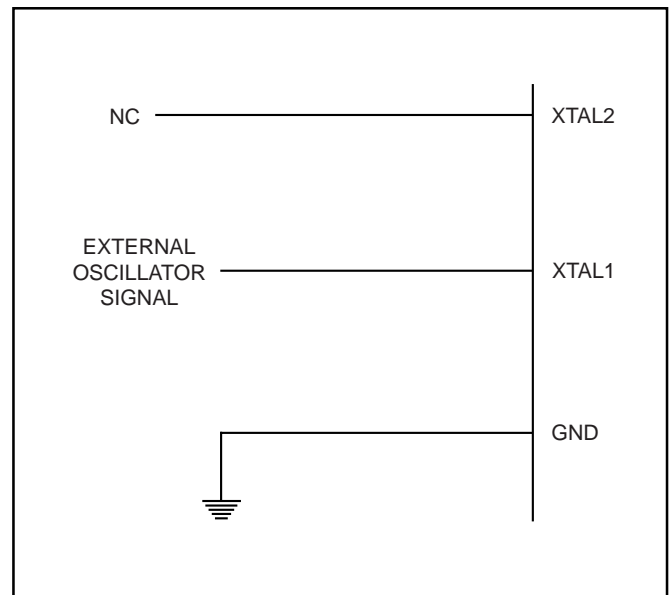 NC XTAL2
EXTERNAL
OSCILLATOR
SIGNAL
XTAL1
GND